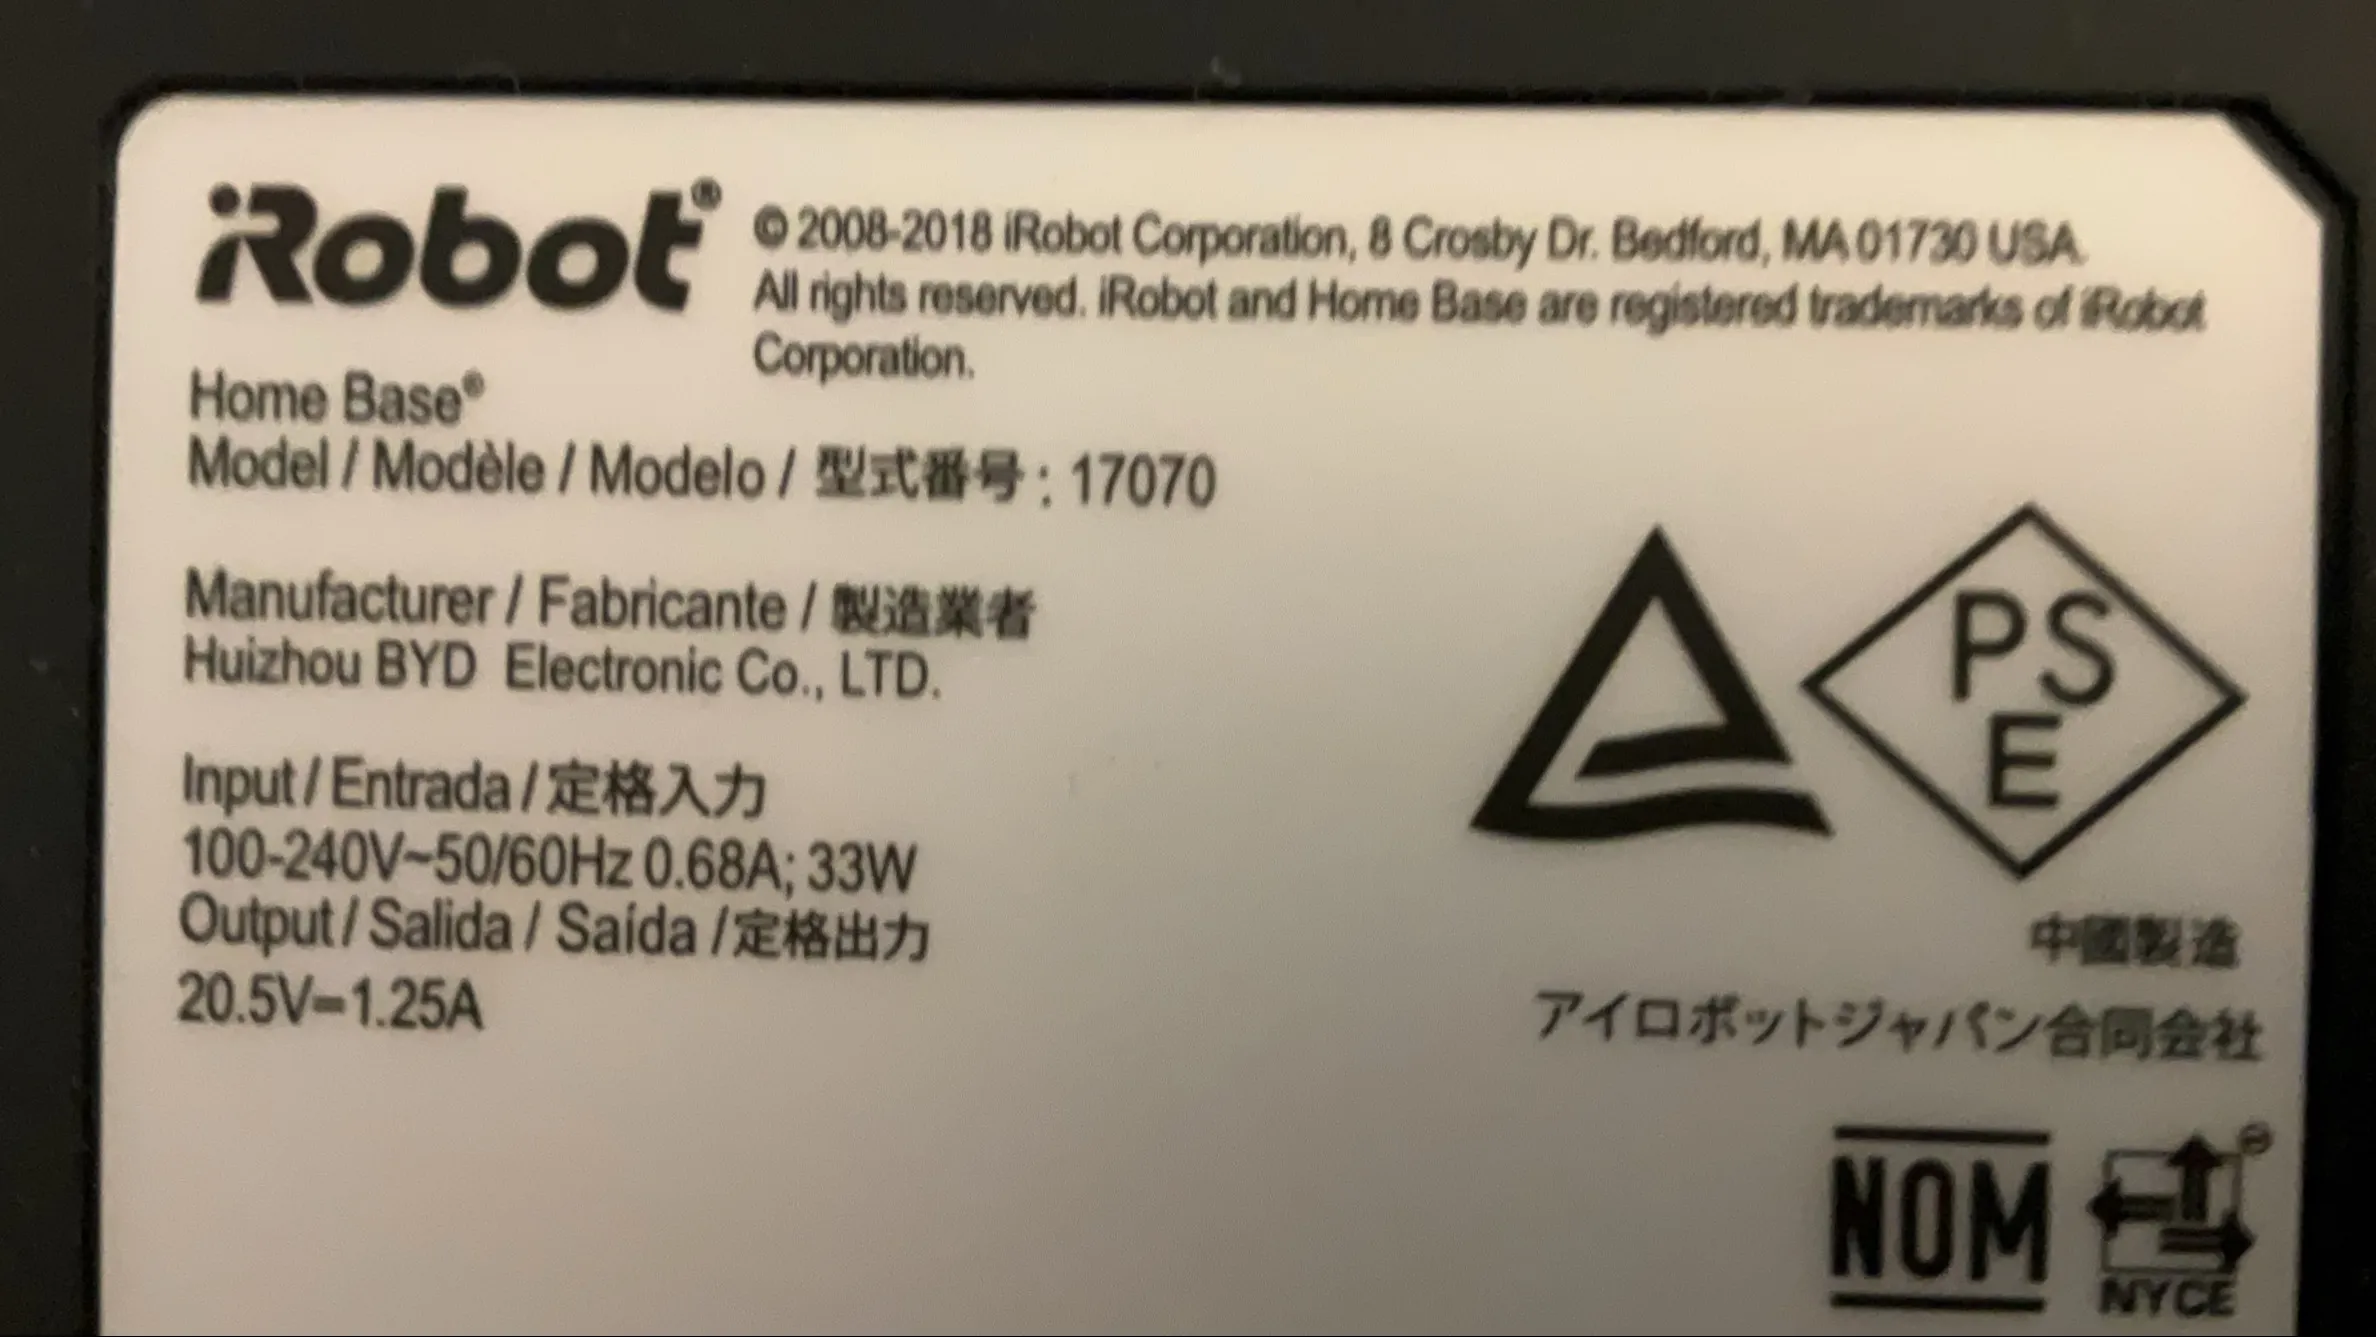 iRobot®
© 2008-2018 iRobot Corporation, 8 Crosby Dr. Bedford, MA 01730 USA.
All rights reserved. iRobot and Home Base are registered trademarks of iRobot
Corporation.
Home Base®
Model / Modèle / Modelo / 型式番号 : 17070
Manufacturer / Fabricante / 製造業者
Huizhou BYD Electronic Co., LTD.
Input / Entrada / 定格入力
100-240V~50/60Hz 0.68A; 33W
Output / Salida / Saída / 定格出力
20.5V⎓1.25A
PS
E
中國製造
アイロボットジャパン合同会社
NOM
NYCE